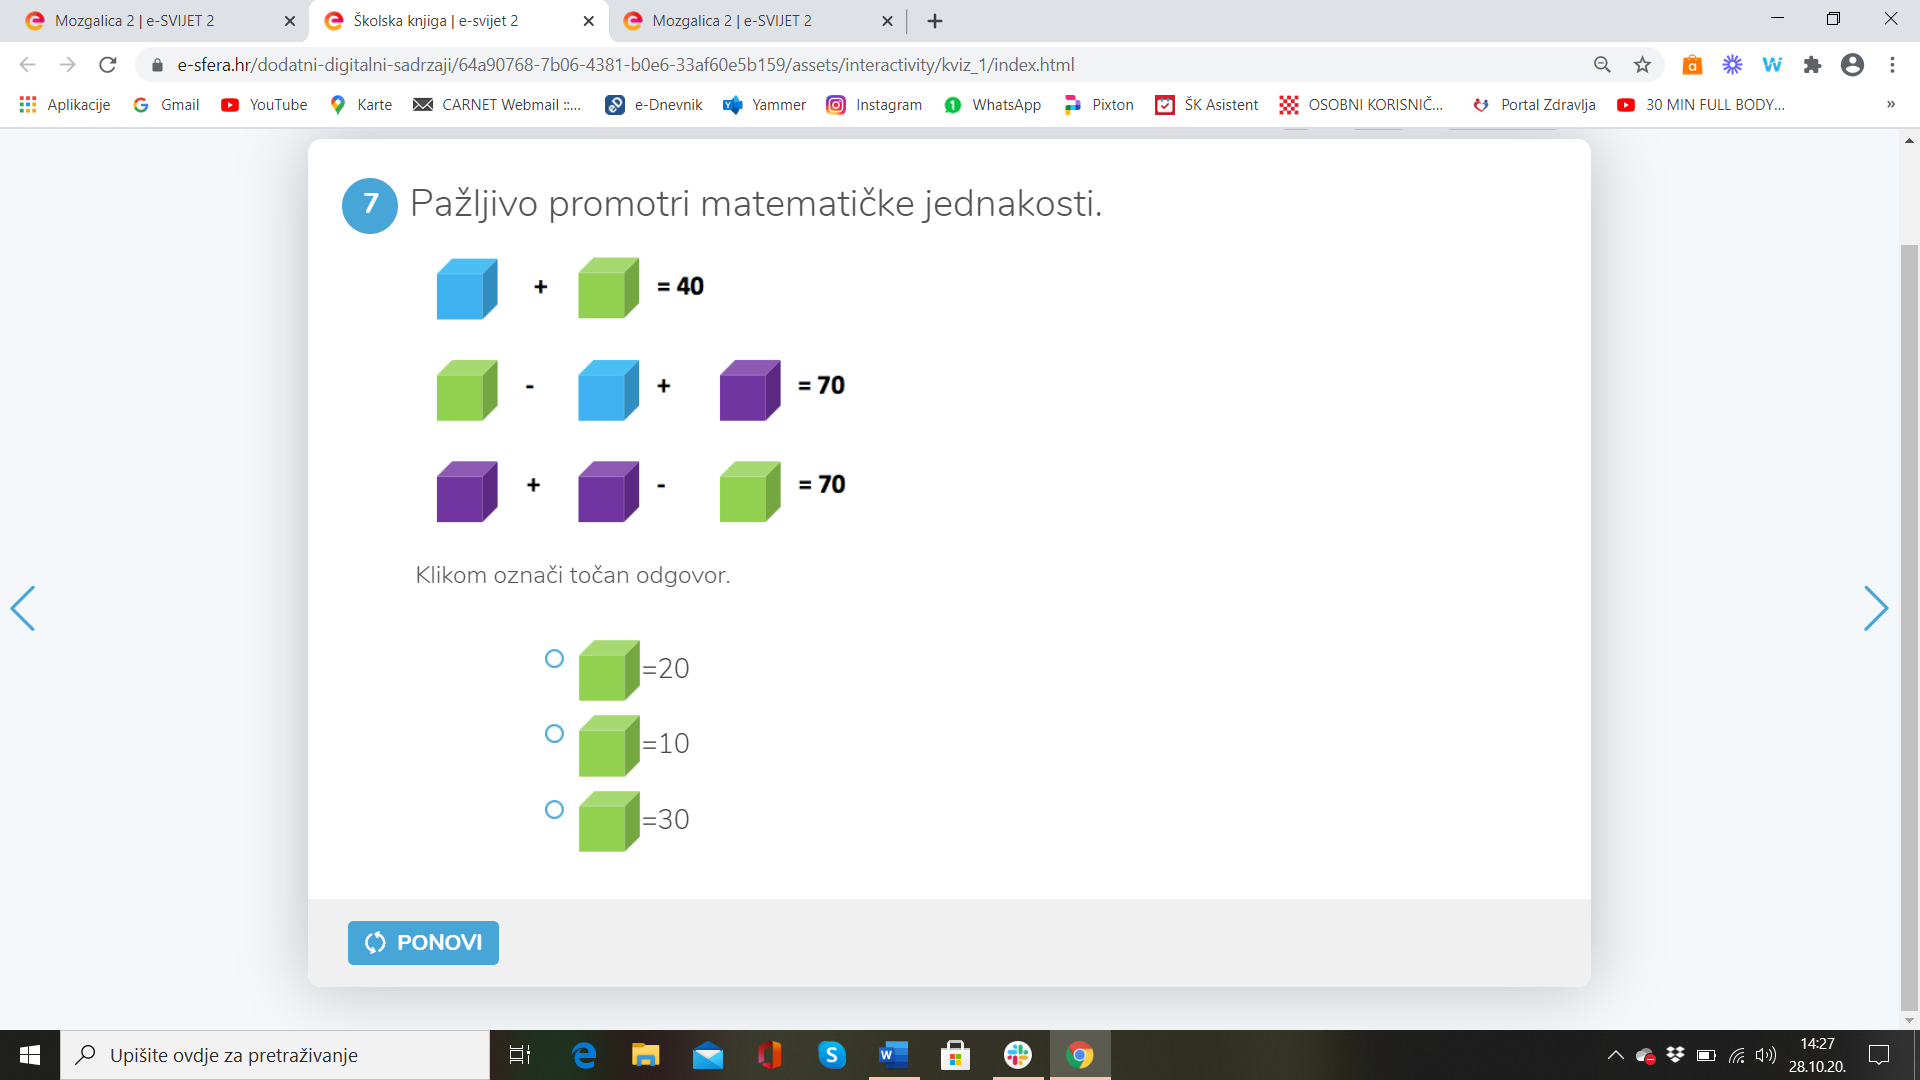 Mozgalica 2 | e-SVIJET 2
Školska knjiga | e-svijet 2
Mozgalica 2 | e-SVIJET 2
e-sfera.hr/dodatni-digitalni-sadrzaji/64a90768-7b06-4381-b0e6-33af60e5b159/assets/interactivity/kviz_1/index.html
Aplikacije Gmail YouTube Karte CARNET Webmail ::... e-Dnevnik Yammer Instagram WhatsApp Pixton ŠK Asistent OSOBNI KORISNIČ... Portal Zdravlja 30 MIN FULL BODY... »
7 Pažljivo promotri matematičke jednakosti.
+ = 40
- + = 70
+ - = 70
Klikom označi točan odgovor.
=20
=10
=30
PONOVI
Upišite ovdje za pretraživanje
14:27
28.10.20.